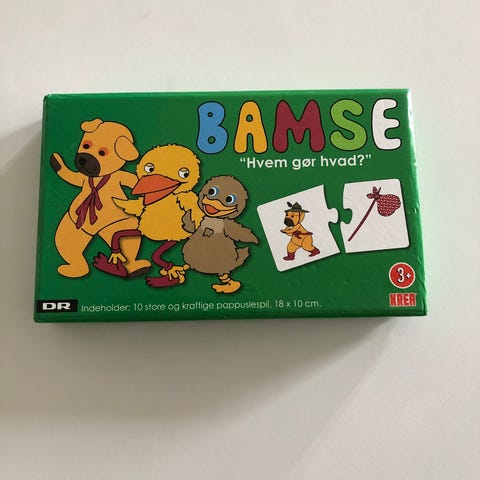 BAMSE
"Hvem gør hvad?"
3+
DR
Indeholder: 10 store og kraftige pappuslespil. 18 x 10 cm.
KREA